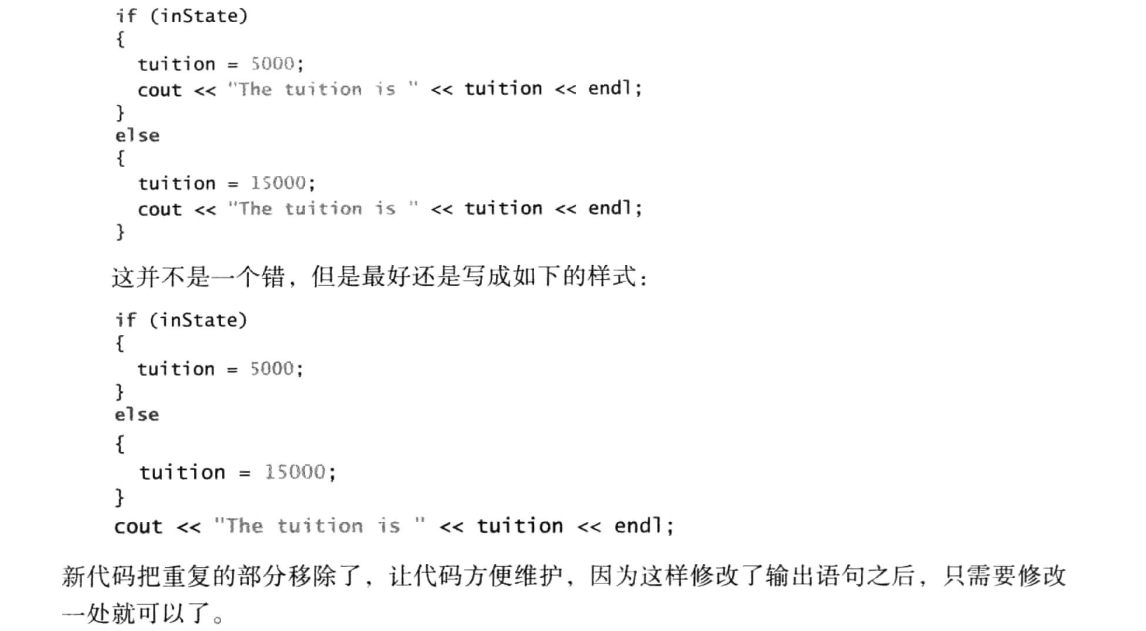 if (inState)
{
  tuition = 5000;
  cout << "The tuition is " << tuition << endl;
}
else
{
  tuition = 15000;
  cout << "The tuition is " << tuition << endl;
}
这并不是一个错，但是最好还是写成如下的样式：
if (inState)
{
  tuition = 5000;
}
else
{
  tuition = 15000;
}
cout << "The tuition is " << tuition << endl;
新代码把重复的部分移除了，让代码方便维护，因为这样修改了输出语句之后，只需要修改
一处就可以了。